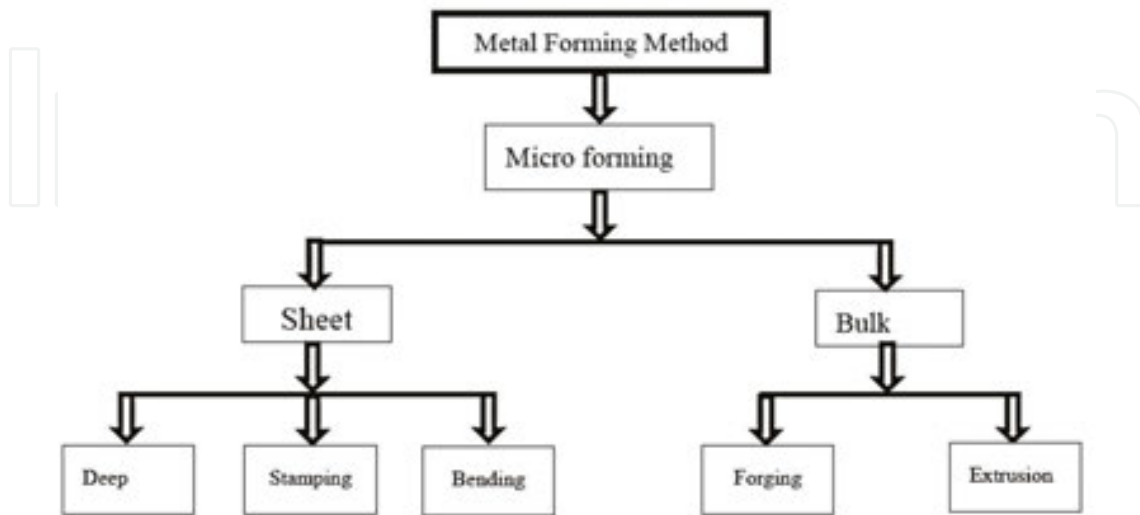 Metal Forming Method
Micro forming
Sheet
Bulk
Deep
Stamping
Bending
Forging
Extrusion